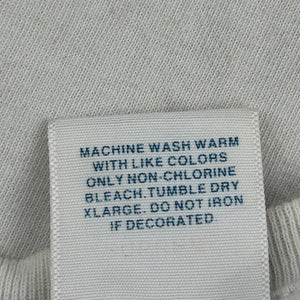 MACHINE WASH WARM
WITH LIKE COLORS
ONLY NON-CHLORINE
BLEACH.TUMBLE DRY
XLARGE. DO NOT IRON
IF DECORATED.